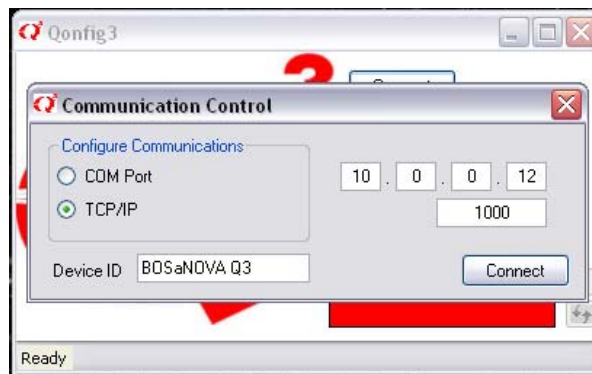 Qonfig3
3
Communication Control
Configure Communications
COM Port
10 . 0 . 0 . 12
TCP/IP
1000
Device ID BOSaNOVA Q3
Connect
Ready